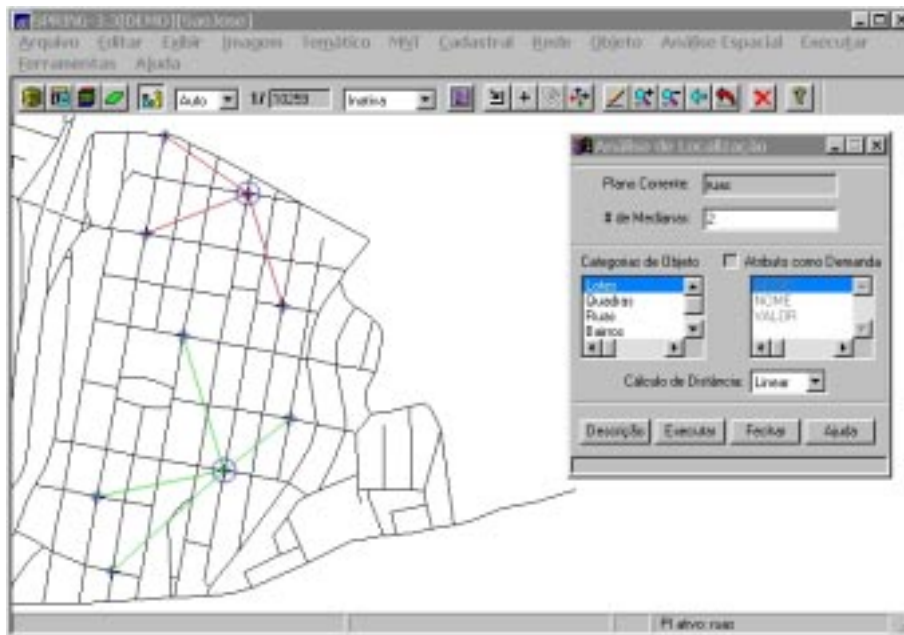 SPRING-3.3[DEMO][SaoJose]
Arquivo Editar Exibir Imagem Temático MNT Cadastral Rede Objeto Análise Espacial Executar
Ferramentas Ajuda
Auto 1/ 10259 Inativa
Análise de Localização
Plano Corrente: ruas
# de Medianas: 2
Categorias de Objeto Atributo como Demanda
Lotes
Quadras NOME
Ruas VALOR
Bairros
Cálculo de Distância: Linear
Descrição Executar Fechar Ajuda
PI ativo: ruas